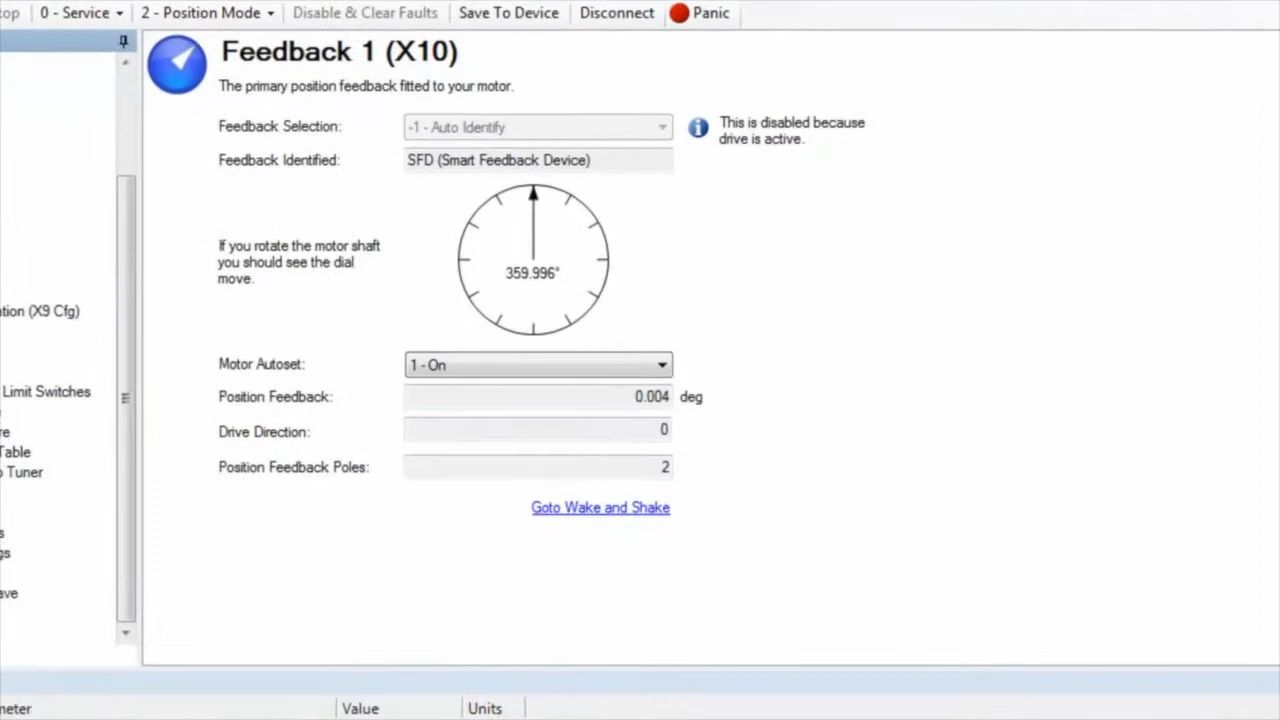 top 0 - Service 2 - Position Mode Disable & Clear Faults Save To Device Disconnect Panic
Feedback 1 (X10)
The primary position feedback fitted to your motor.
Feedback Selection: -1 - Auto Identify
This is disabled because
drive is active.
Feedback Identified: SFD (Smart Feedback Device)
If you rotate the motor shaft
you should see the dial
move.
359.996°
tion (X9 Cfg)
Motor Autoset: 1 - On
Limit Switches
Position Feedback: 0.004 deg
re
Drive Direction: 0
Table
Position Feedback Poles: 2
o Tuner
Goto Wake and Shake
s
gs
ave
meter Value Units